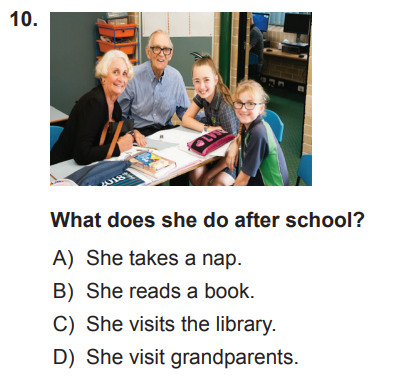 10.
What does she do after school?
A) She takes a nap.
B) She reads a book.
C) She visits the library.
D) She visit grandparents.